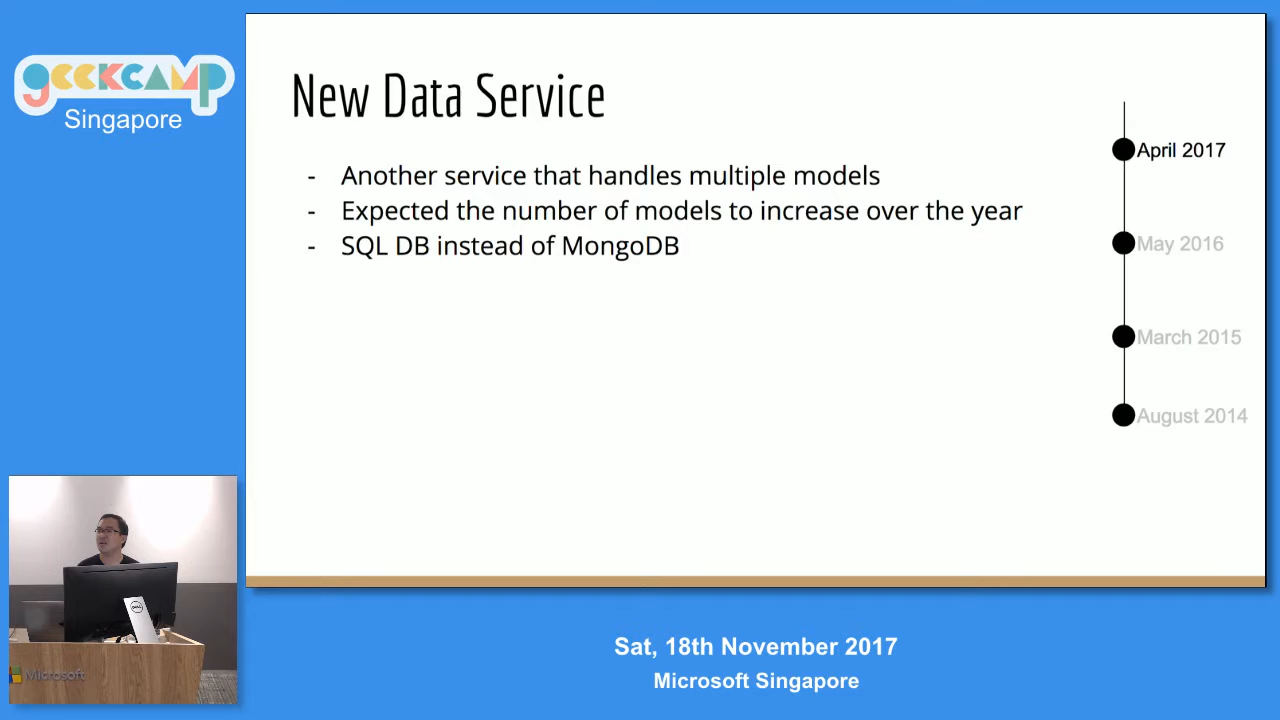 geekcamp
Singapore
New Data Service
- Another service that handles multiple models
- Expected the number of models to increase over the year
- SQL DB instead of MongoDB
April 2017
May 2016
March 2015
August 2014
DELL
Microsoft
Sat, 18th November 2017
Microsoft Singapore